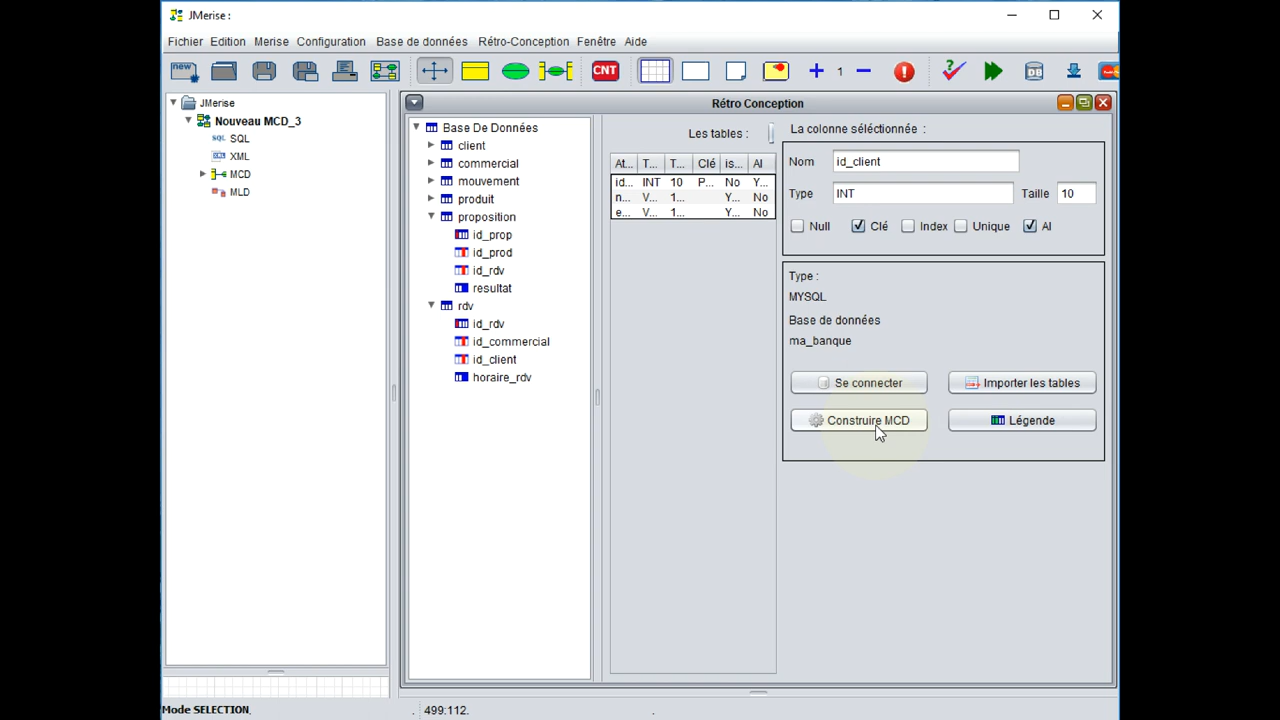 JMerise :
Fichier Edition Merise Configuration Base de données Rétro-Conception Fenêtre Aide
new CNT 1 DB
JMerise
Nouveau MCD_3
SQL SQL
XML
MCD
MLD
Rétro Conception
Base De Données
client
commercial
mouvement
produit
proposition
id_prop
id_prod
id_rdv
resultat
rdv
id_rdv
id_commercial
id_client
horaire_rdv
Les tables :
At... T... T... Clé is... AI
id... INT 10 P... No Y...
n... V... 1... Y... No
e... V... 1... Y... No
La colonne séléctionnée :
Nom id_client
Type INT Taille 10
Null Clé Index Unique AI
Type :
MYSQL
Base de données
ma_banque
Se connecter Importer les tables
Construire MCD Légende
Mode SELECTION. . 499:112. .